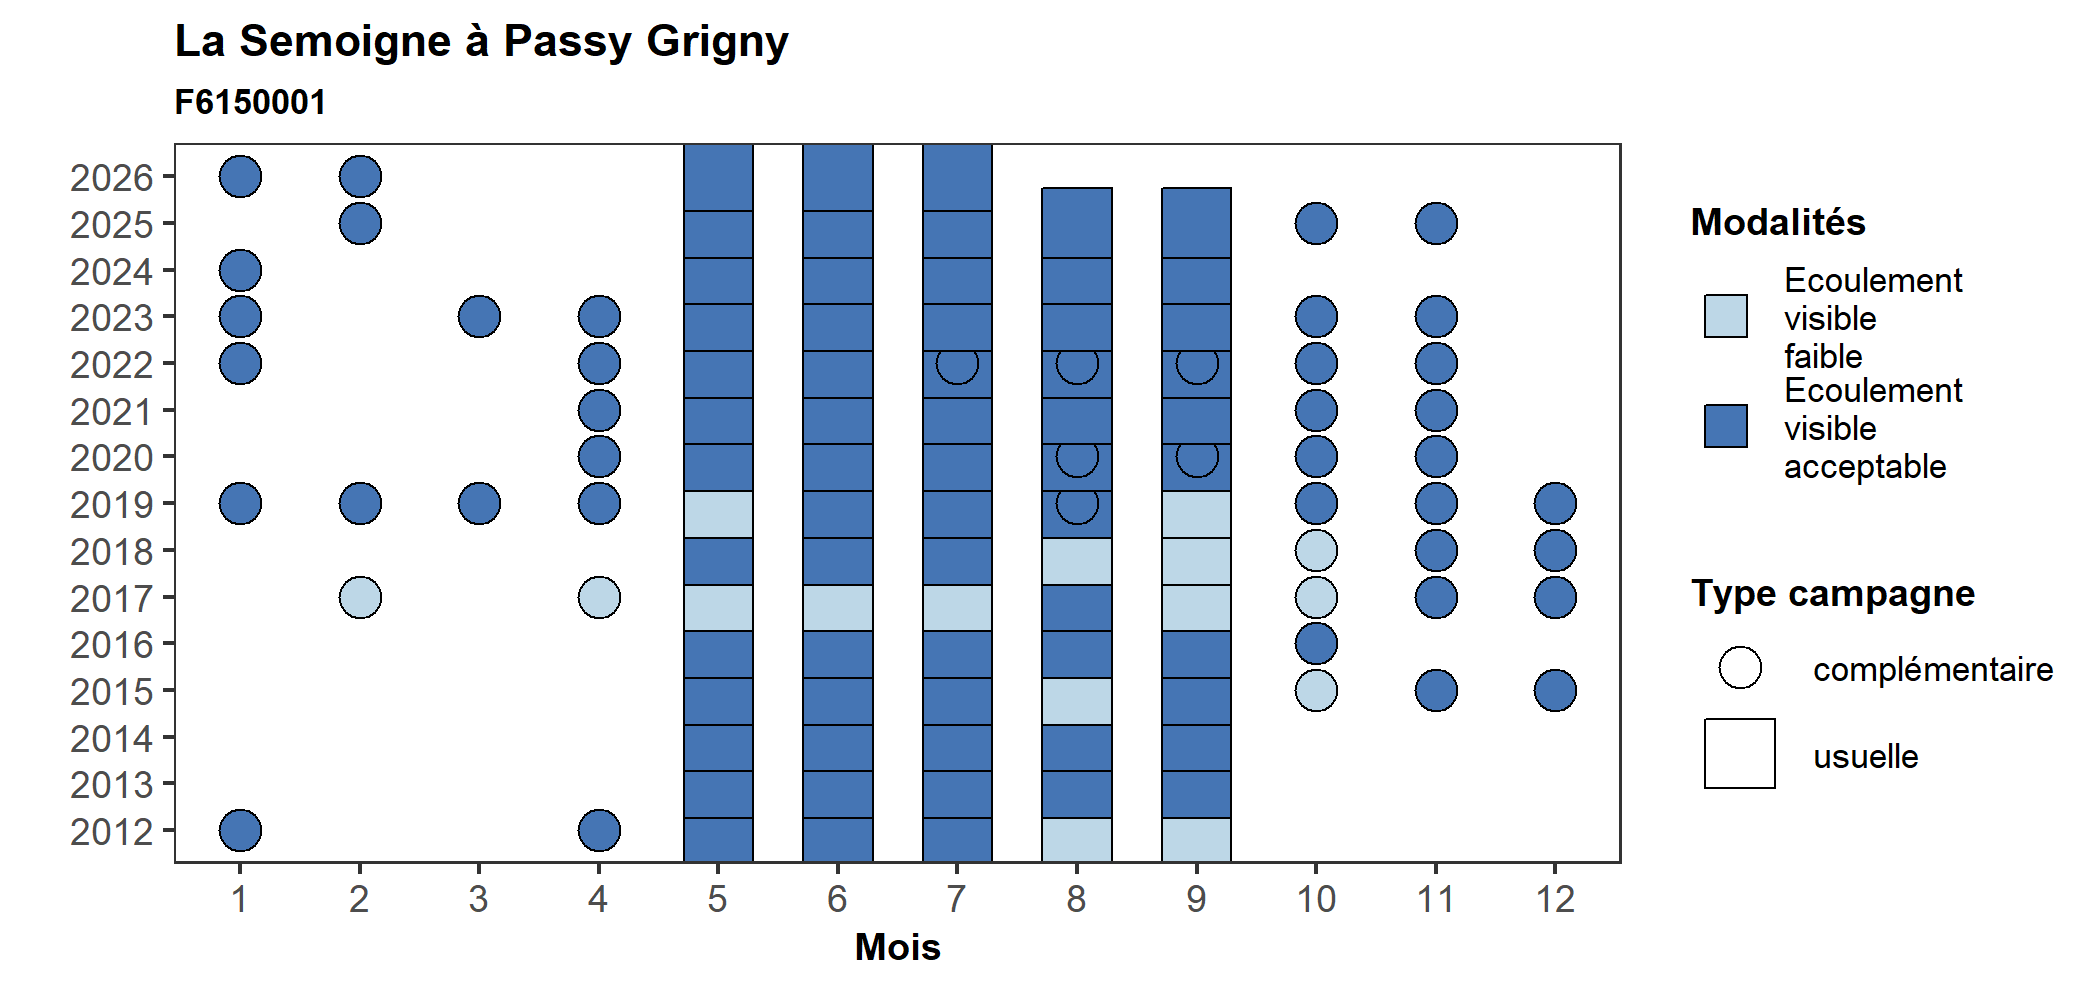 La Semoigne à Passy Grigny
F6150001
2026
2025
2024
2023
2022
2021
2020
2019
2018
2017
2016
2015
2014
2013
2012
1 2 3 4 5 6 7 8 9 10 11 12
Mois
Modalités
Ecoulement
visible
faible
Ecoulement
visible
acceptable
Type campagne
complémentaire
usuelle